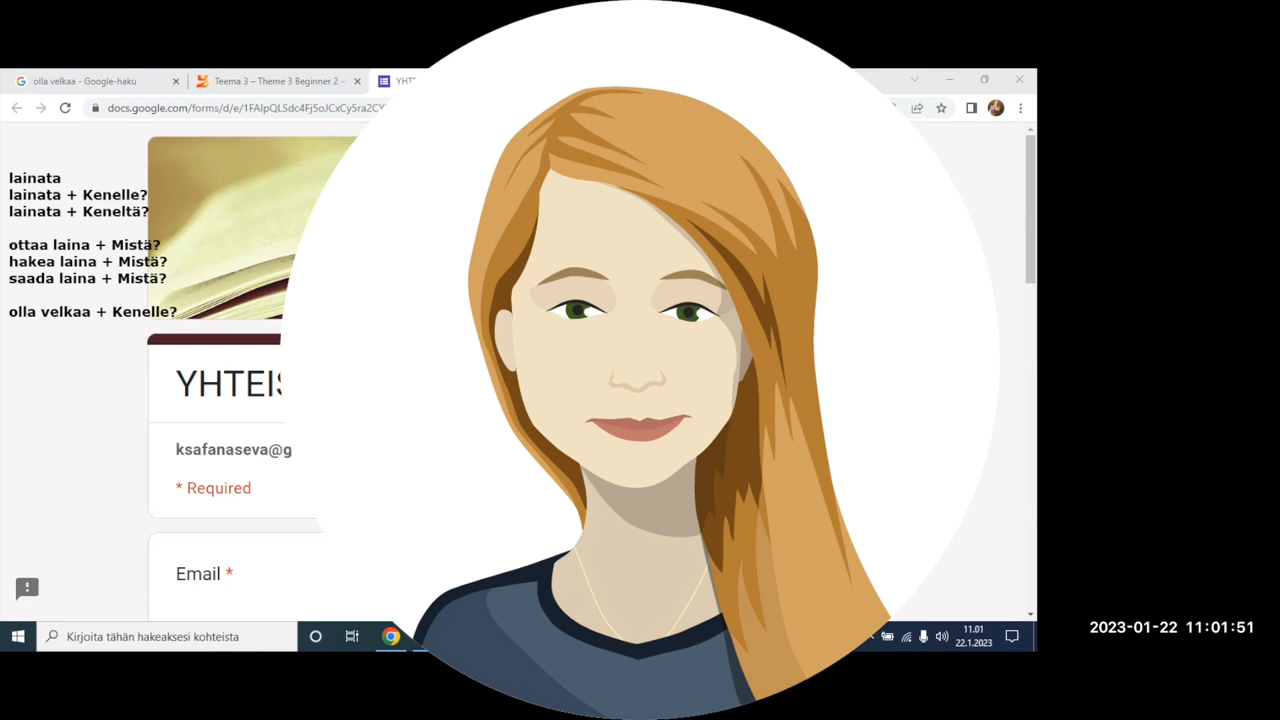 olla velkaa - Google-haku
Teema 3 – Theme 3 Beginner 2 –
YHT
docs.google.com/forms/d/e/1FAIpQLSdc4Fj5oJCxCy5ra2CY
lainata
lainata + Kenelle?
lainata + Keneltä?
ottaa laina + Mistä?
hakea laina + Mistä?
saada laina + Mistä?
olla velkaa + Kenelle?
YHTEIS
ksafanaseva@g
* Required
Email *
Kirjoita tähän hakeaksesi kohteista
11.01
22.1.2023
2023-01-22 11:01:51